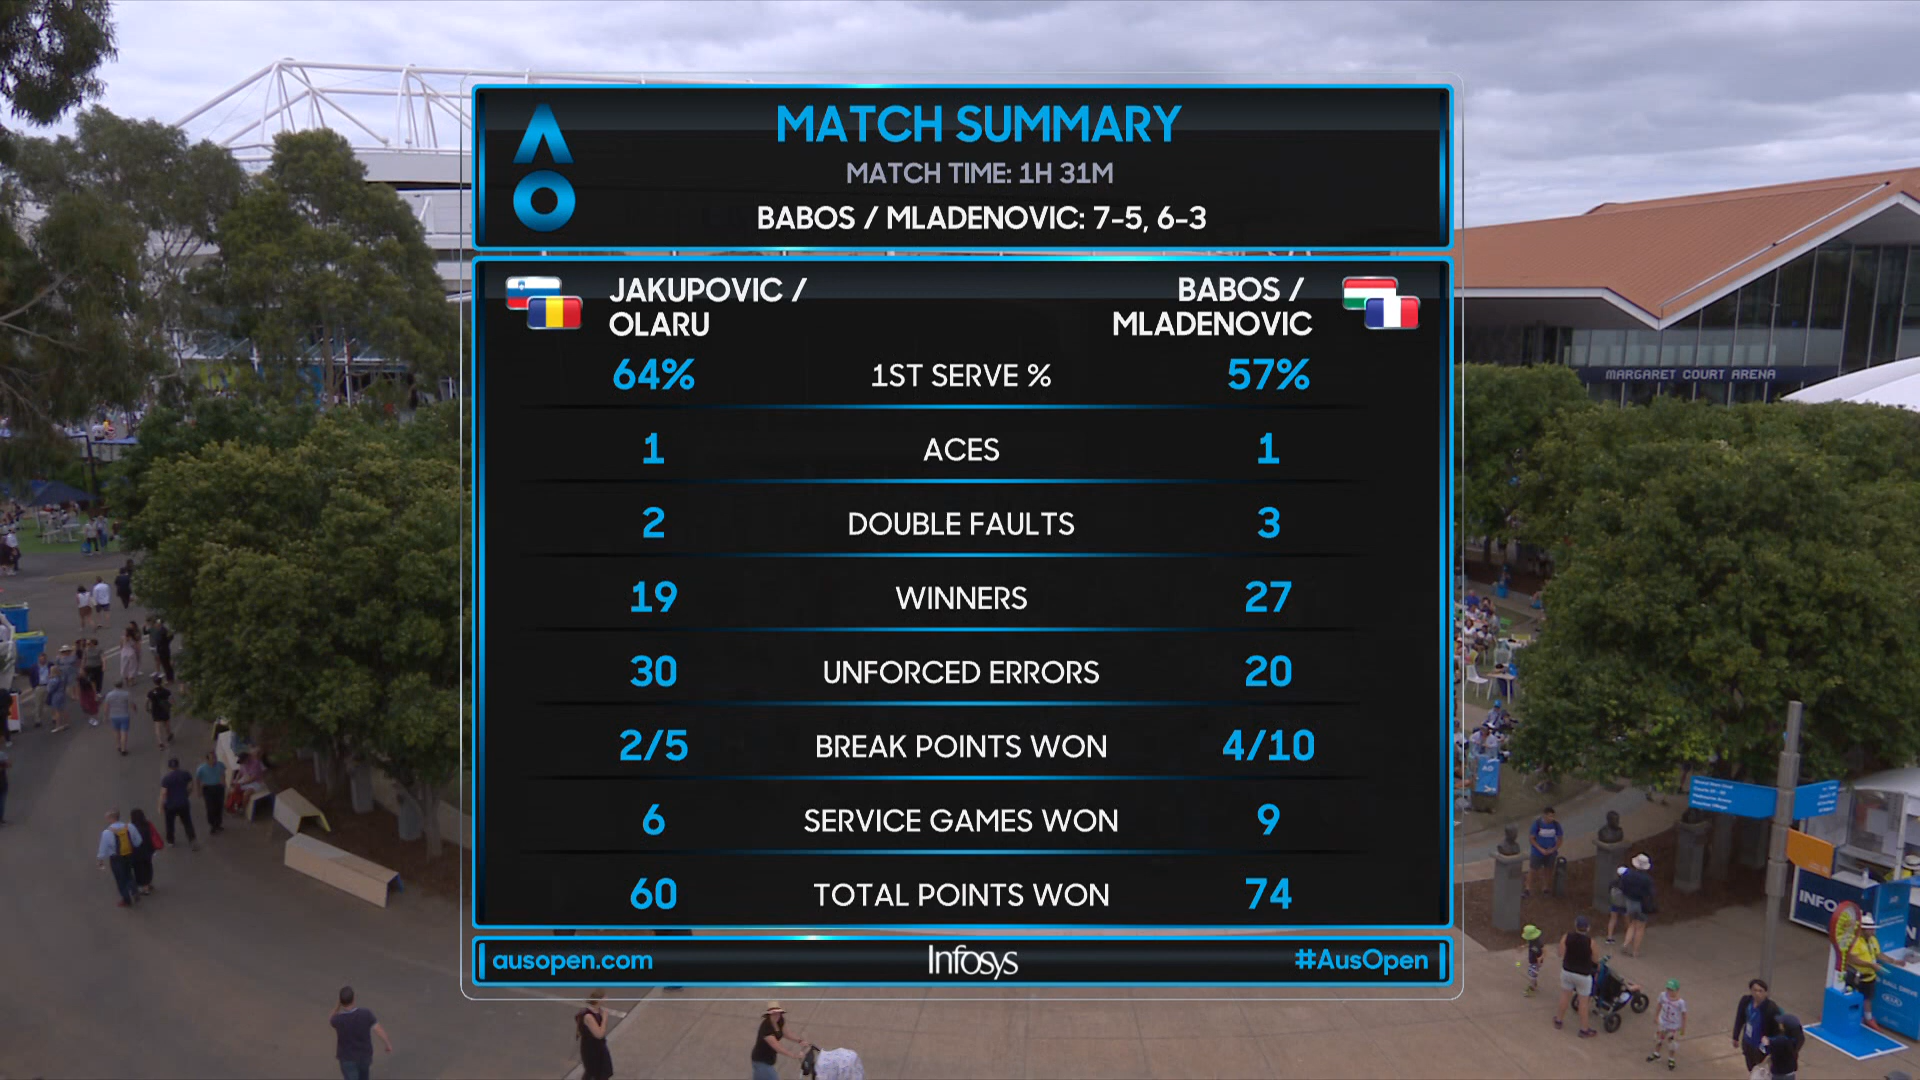 MATCH SUMMARY
MATCH TIME: 1H 31M
BABOS / MLADENOVIC: 7-5, 6-3
JAKUPOVIC /
OLARU
BABOS /
MLADENOVIC
64% 1ST SERVE % 57%
1 ACES 1
2 DOUBLE FAULTS 3
19 WINNERS 27
30 UNFORCED ERRORS 20
2/5 BREAK POINTS WON 4/10
6 SERVICE GAMES WON 9
60 TOTAL POINTS WON 74
ausopen.com Infosys #AusOpen
MARGARET COURT ARENA
INFO